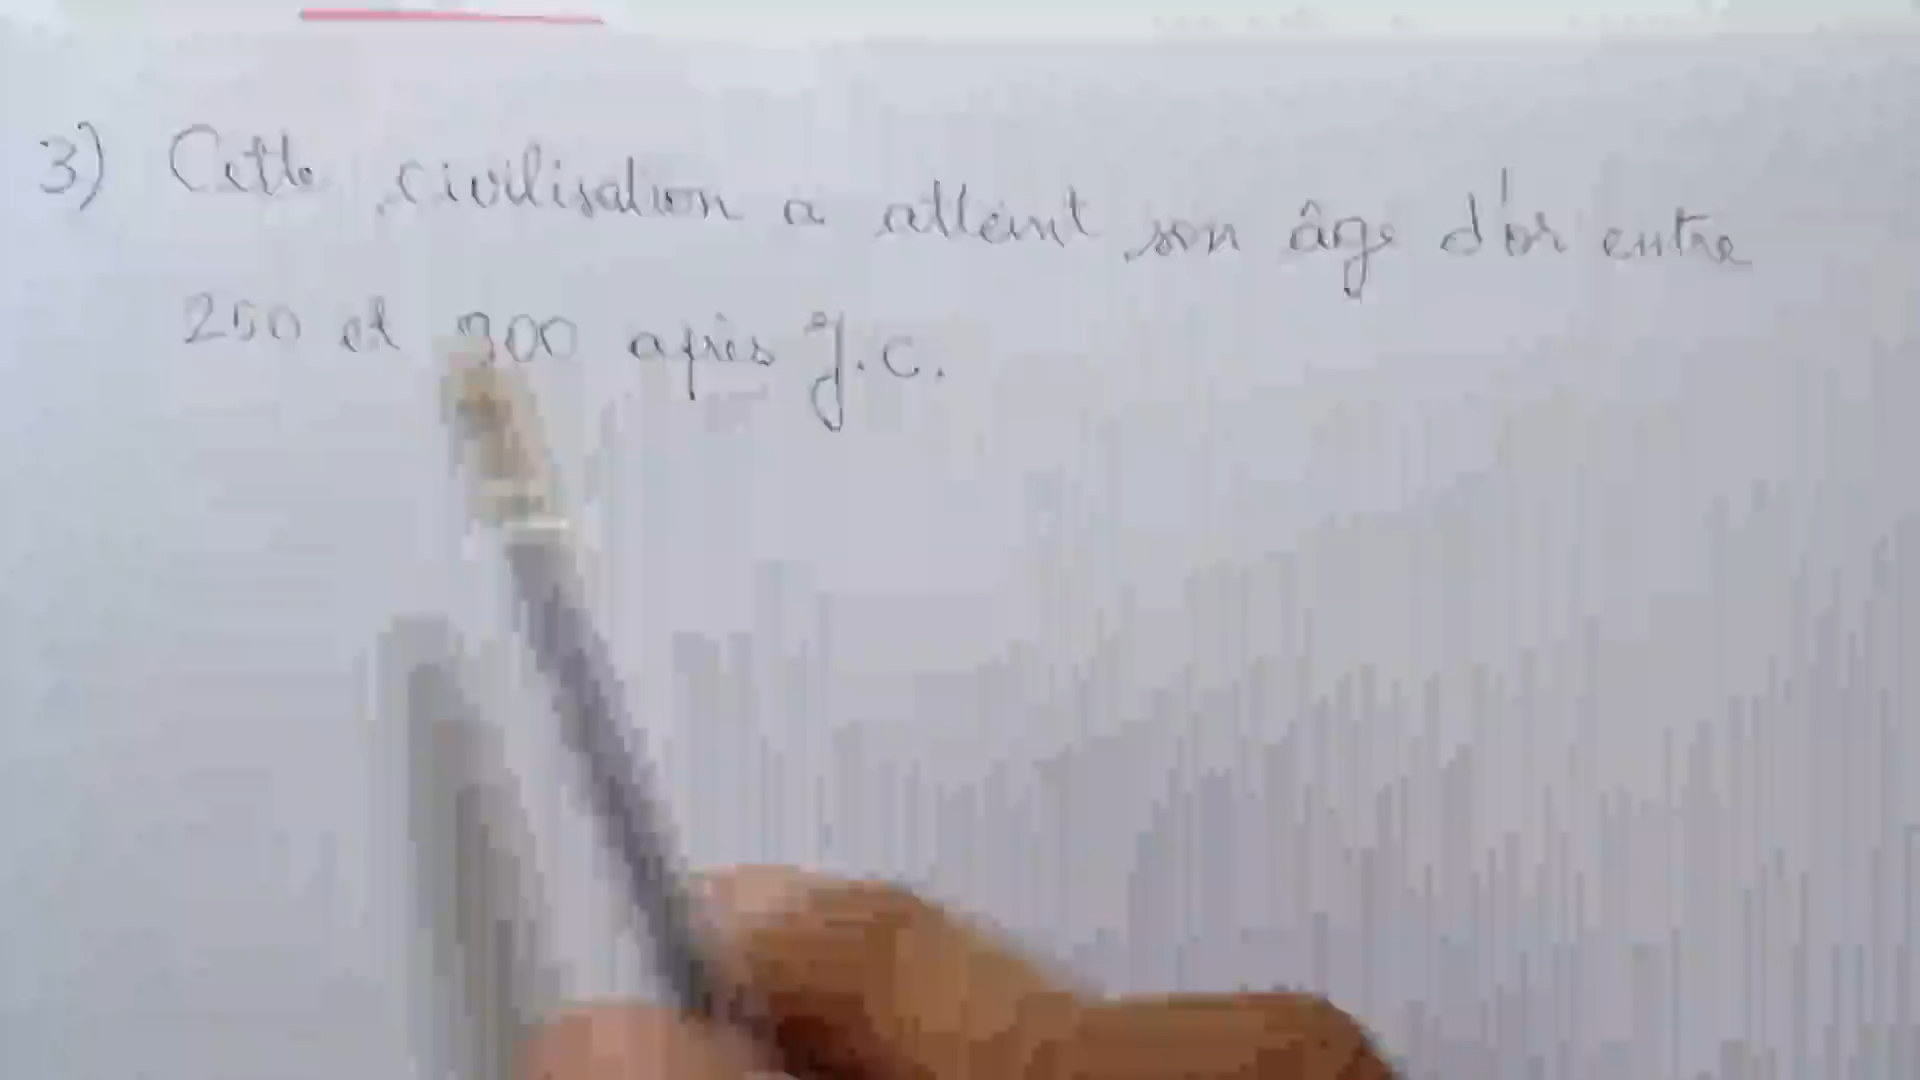 3) Cette civilisation a atteint son âge d'or entre
250 et 900 après J.C.